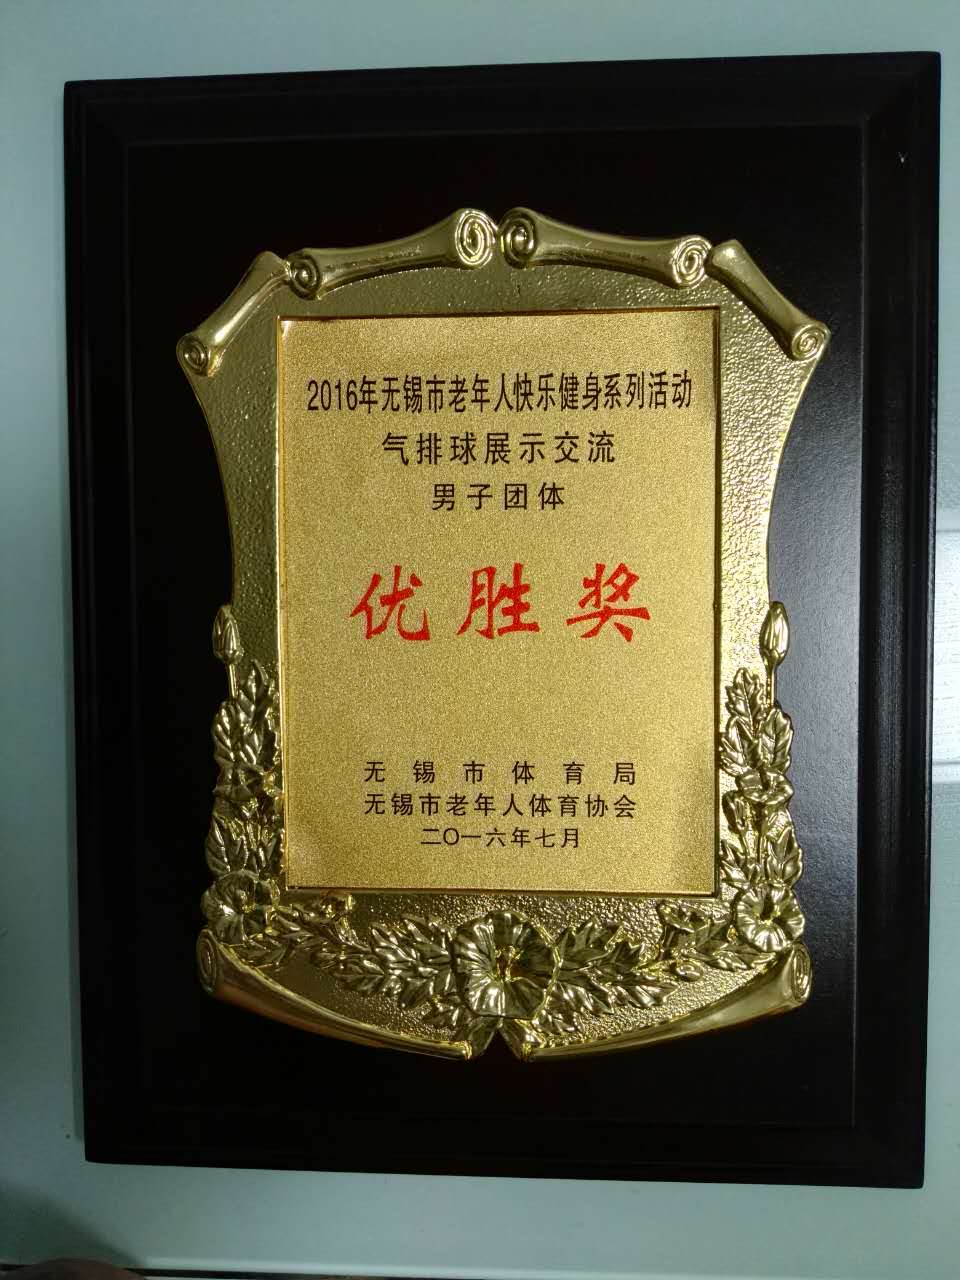 2016年无锡市老年人快乐健身系列活动
气排球展示交流
男子团体
优胜奖
无锡市体育局
无锡市老年人体育协会
二〇一六年七月